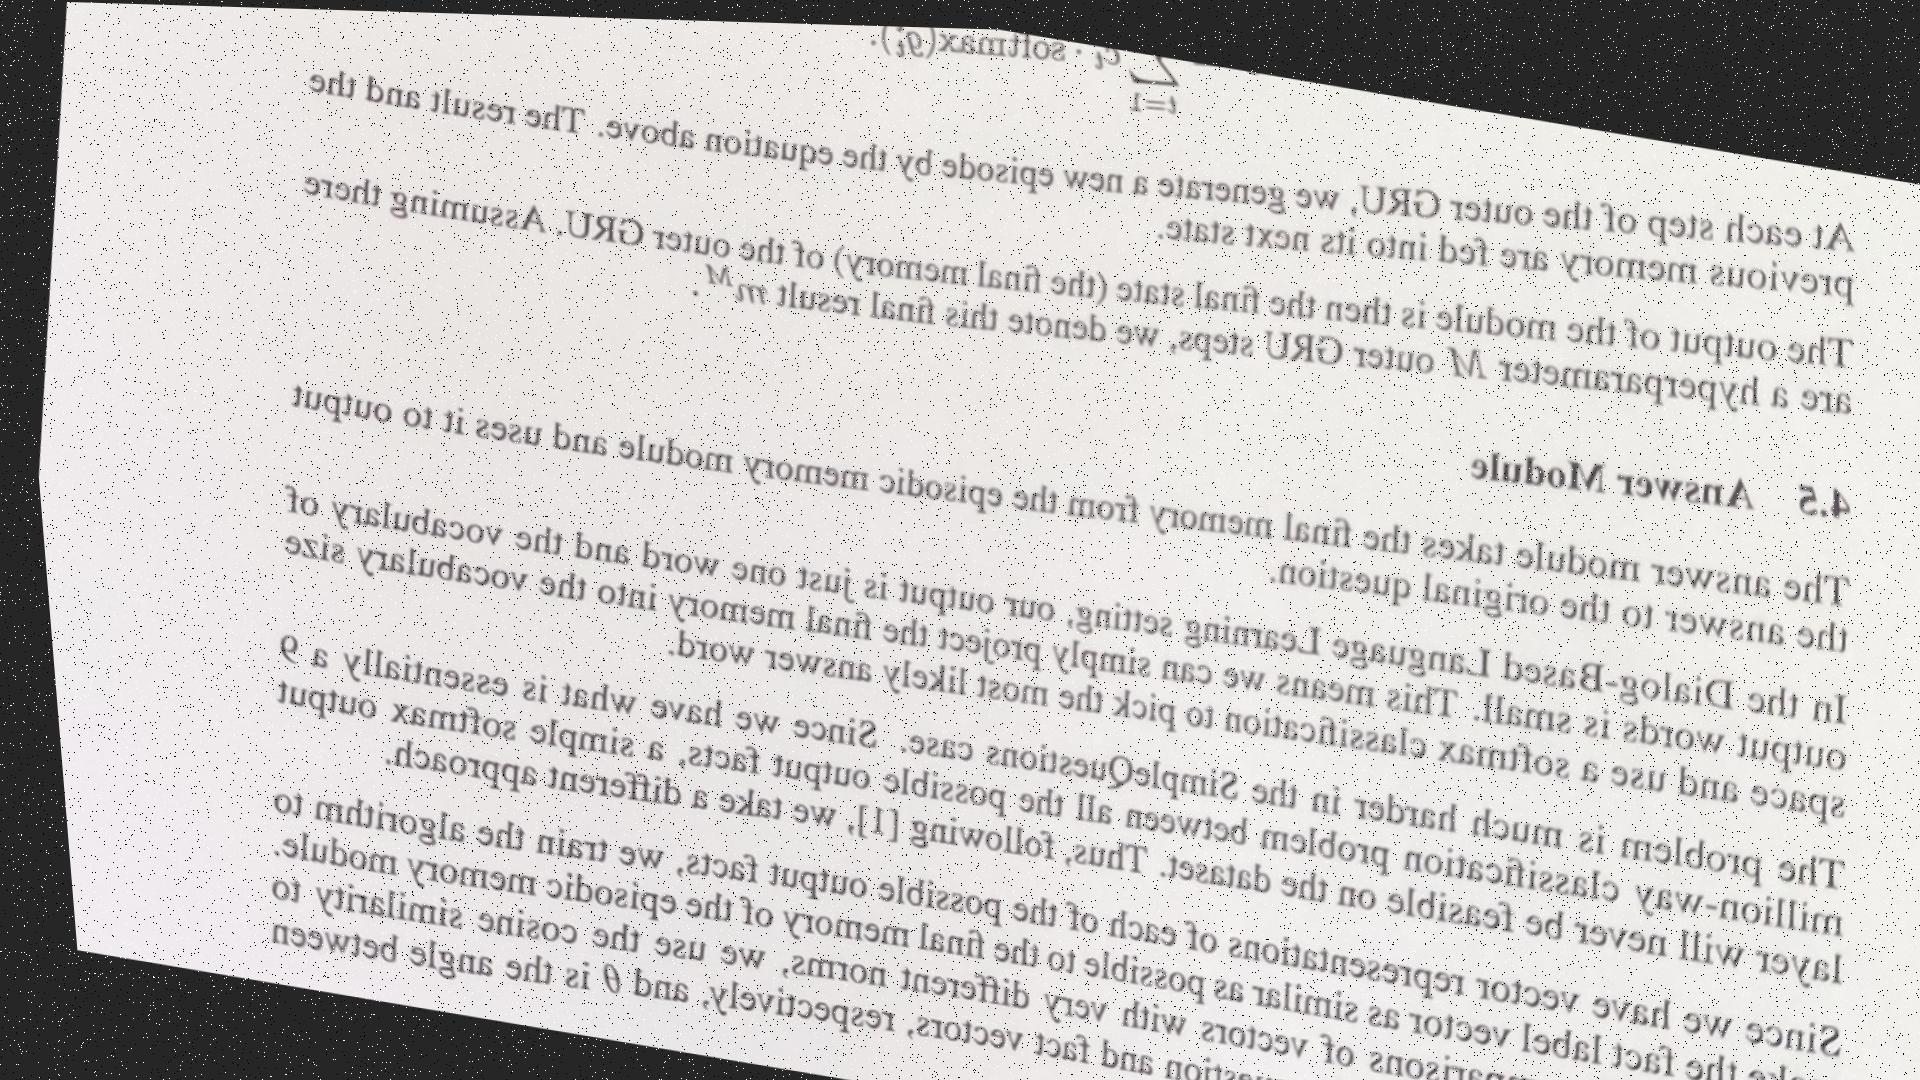 ∑ c_t · softmax(g_t^i).
t=1
At each step of the outer GRU, we generate a new episode by the equation above. The result and the
previous memory are fed into its next state.
The output of the module is then the final state (the final memory) of the outer GRU. Assuming there
are a hyperparameter M outer GRU steps, we denote this final result m^M.
4.5 Answer Module
The answer module takes the final memory from the episodic memory module and uses it to output
the answer to the original question.
In the Dialog-Based Language Learning setting, our output is just one word and the vocabulary of
output words is small. This means we can simply project the final memory into the vocabulary size
space and use a softmax classification to pick the most likely answer word.
The problem is much harder in the SimpleQuestions case. Since we have what is essentially a 9
million-way classification problem between all the possible output facts, a simple softmax output
layer will never be feasible on the dataset. Thus, following [1], we take a different approach.
Since we have vector representations of each of the possible output facts, we train the algorithm to
the fact label vector as similar as possible to the final memory of the episodic memory module.
of vectors with very different norms, we use the cosine similarity to
and fact vectors, respectively, and θ is the angle between